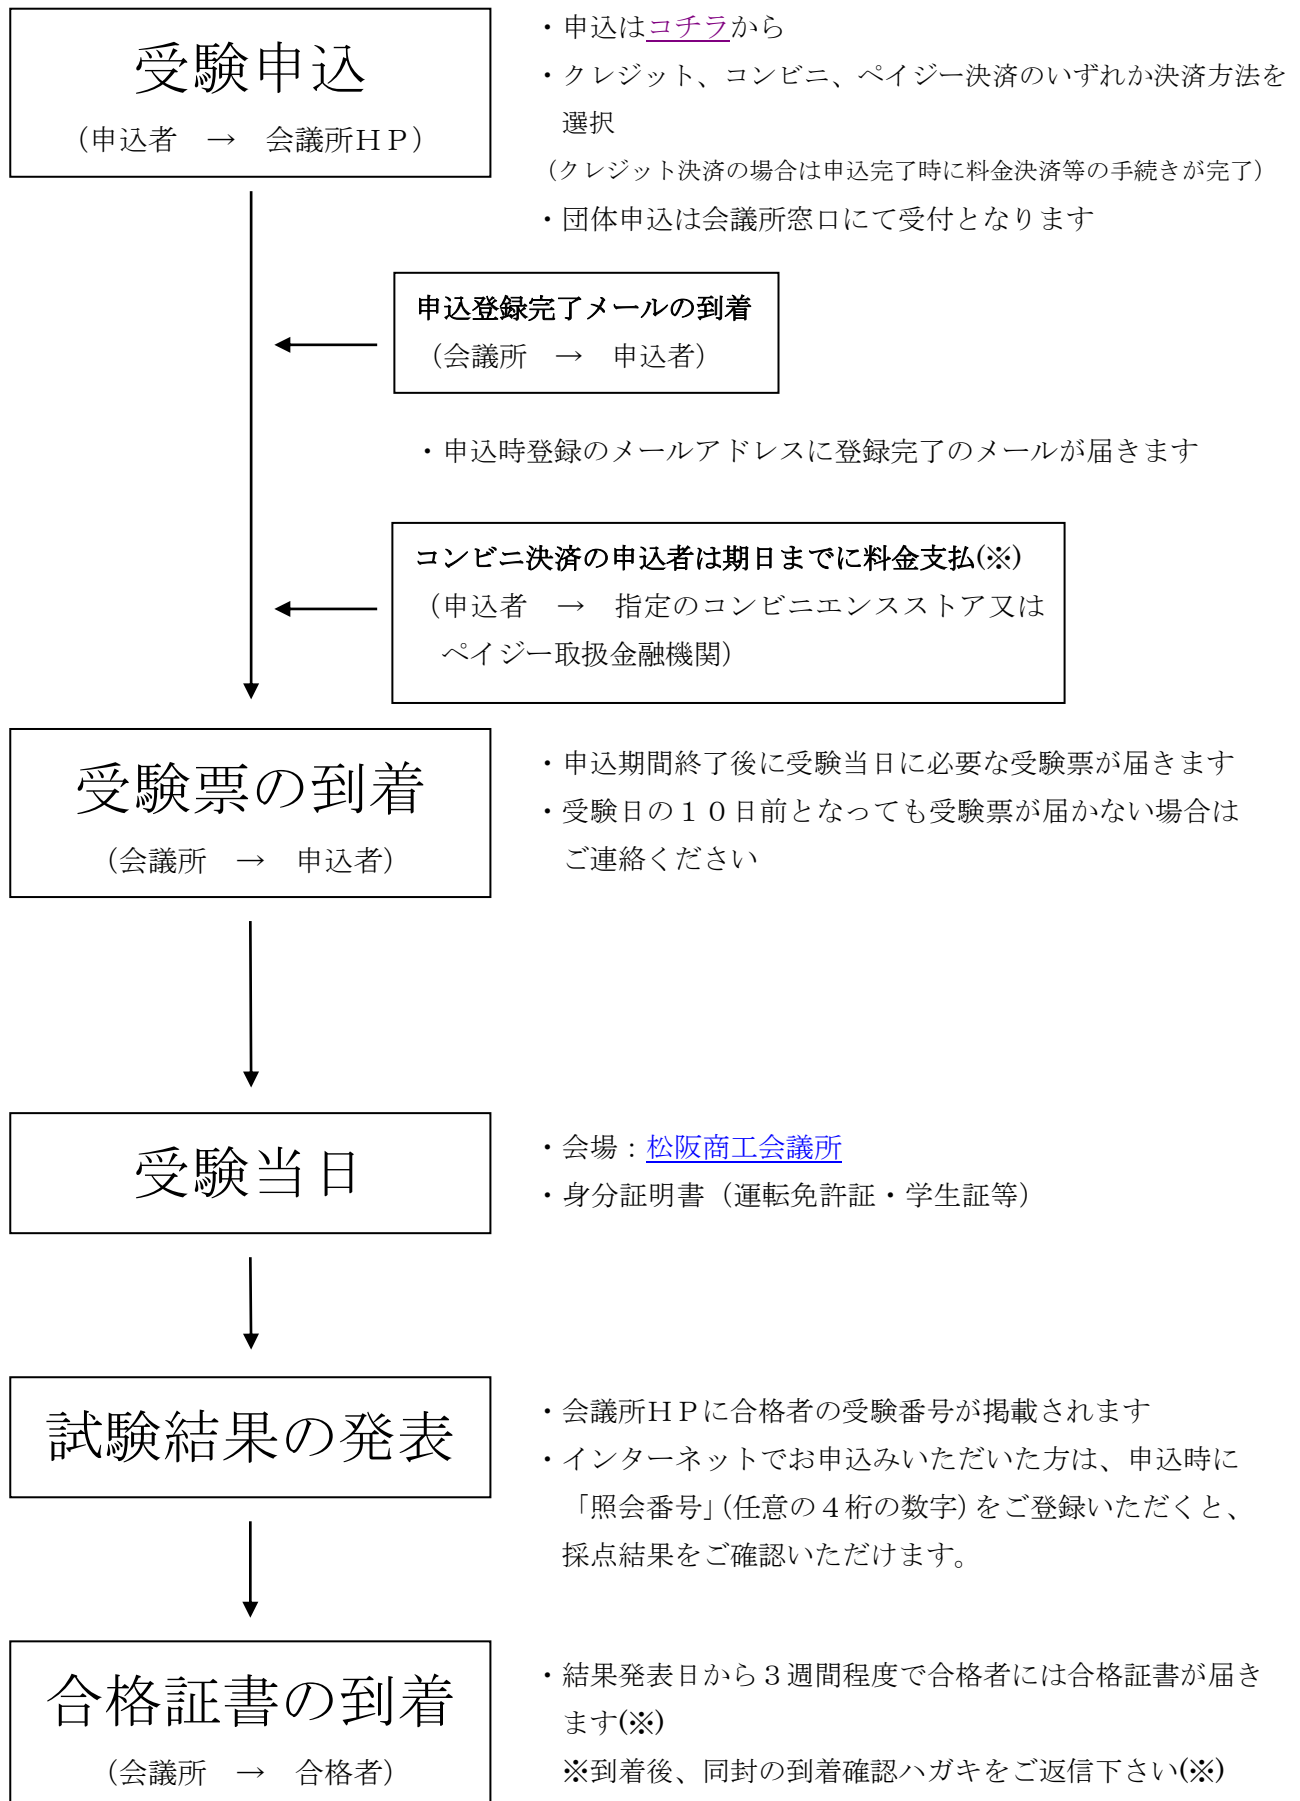 受験申込
（申込者　→　会議所ＨＰ）
・申込はコチラから
・クレジット、コンビニ、ペイジー決済のいずれか決済方法を
選択
（クレジット決済の場合は申込完了時に料金決済等の手続きが完了）
・団体申込は会議所窓口にて受付となります
申込登録完了メールの到着
（会議所　→　申込者）
・申込時登録のメールアドレスに登録完了のメールが届きます
コンビニ決済の申込者は期日までに料金支払(※)
（申込者　→　指定のコンビニエンスストア又は
ペイジー取扱金融機関）
受験票の到着
（会議所　→　申込者）
・申込期間終了後に受験当日に必要な受験票が届きます
・受験日の１０日前となっても受験票が届かない場合は
ご連絡ください
受験当日
・会場：松阪商工会議所
・身分証明書（運転免許証・学生証等）
試験結果の発表
・会議所ＨＰに合格者の受験番号が掲載されます
・インターネットでお申込みいただいた方は、申込時に
「照会番号」（任意の４桁の数字）をご登録いただくと、
採点結果をご確認いただけます。
合格証書の到着
（会議所　→　合格者）
・結果発表日から３週間程度で合格者には合格証書が届き
ます(※)
※到着後、同封の到着確認ハガキをご返信下さい(※)